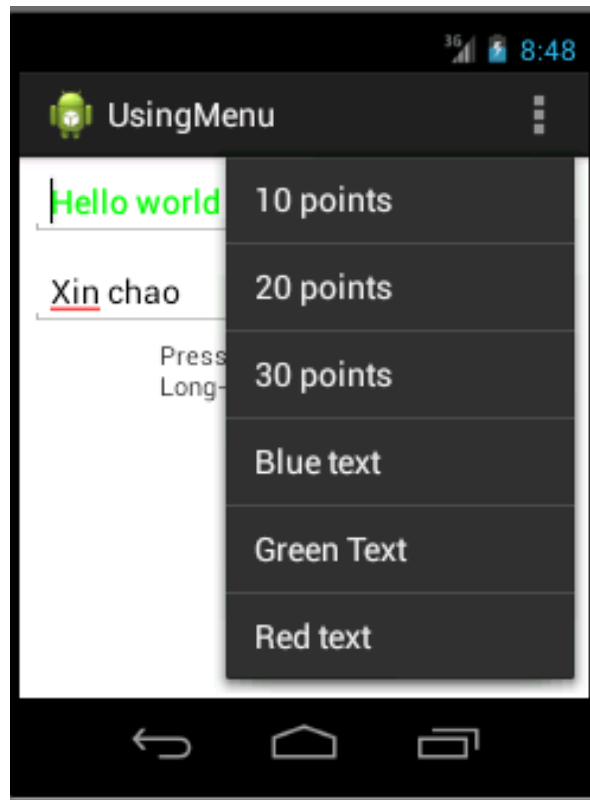 3G 8:48
UsingMenu
Hello world
Xin chao
Press
Long-
10 points
20 points
30 points
Blue text
Green Text
Red text